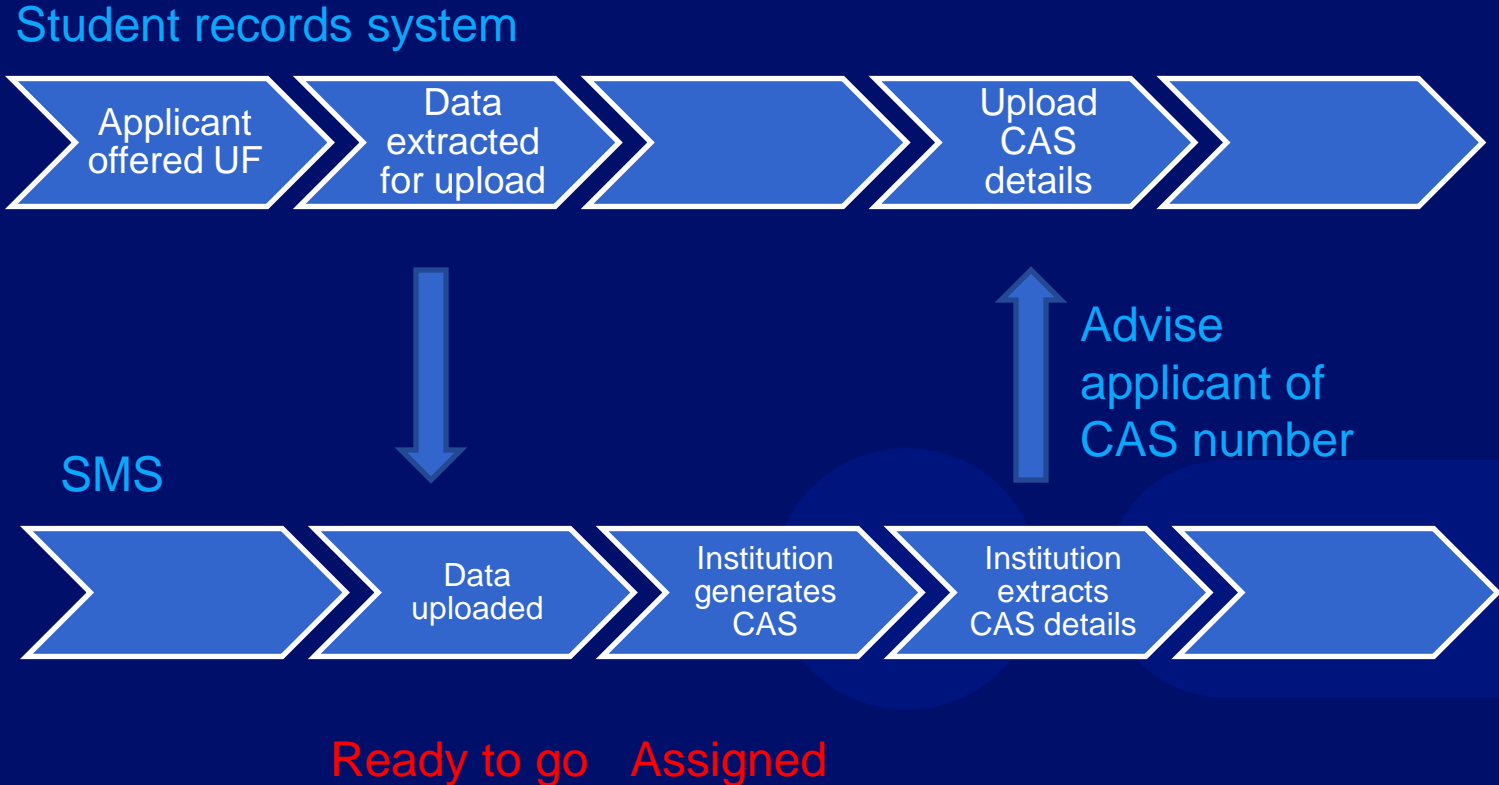 Student records system
Applicant
offered UF
Data
extracted
for upload
Upload
CAS
details
Advise
applicant of
CAS number
SMS
Data
uploaded
Institution
generates
CAS
Institution
extracts
CAS details
Ready to go Assigned